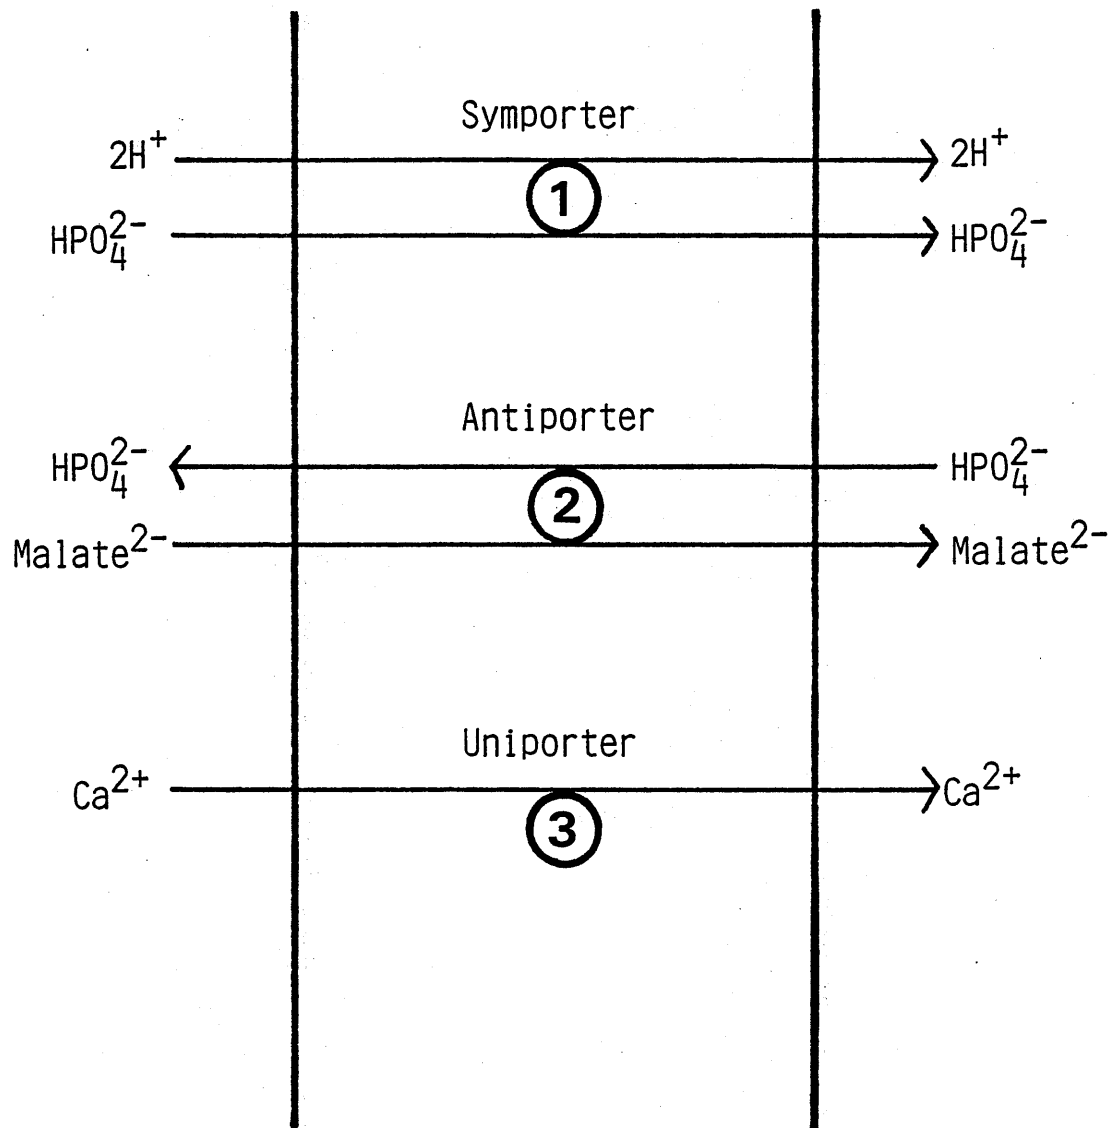 Symporter
2H⁺ 2H⁺
1
HPO₄²⁻ HPO₄²⁻
Antiporter
HPO₄²⁻ HPO₄²⁻
2
Malate²⁻ Malate²⁻
Uniporter
Ca²⁺ Ca²⁺
3